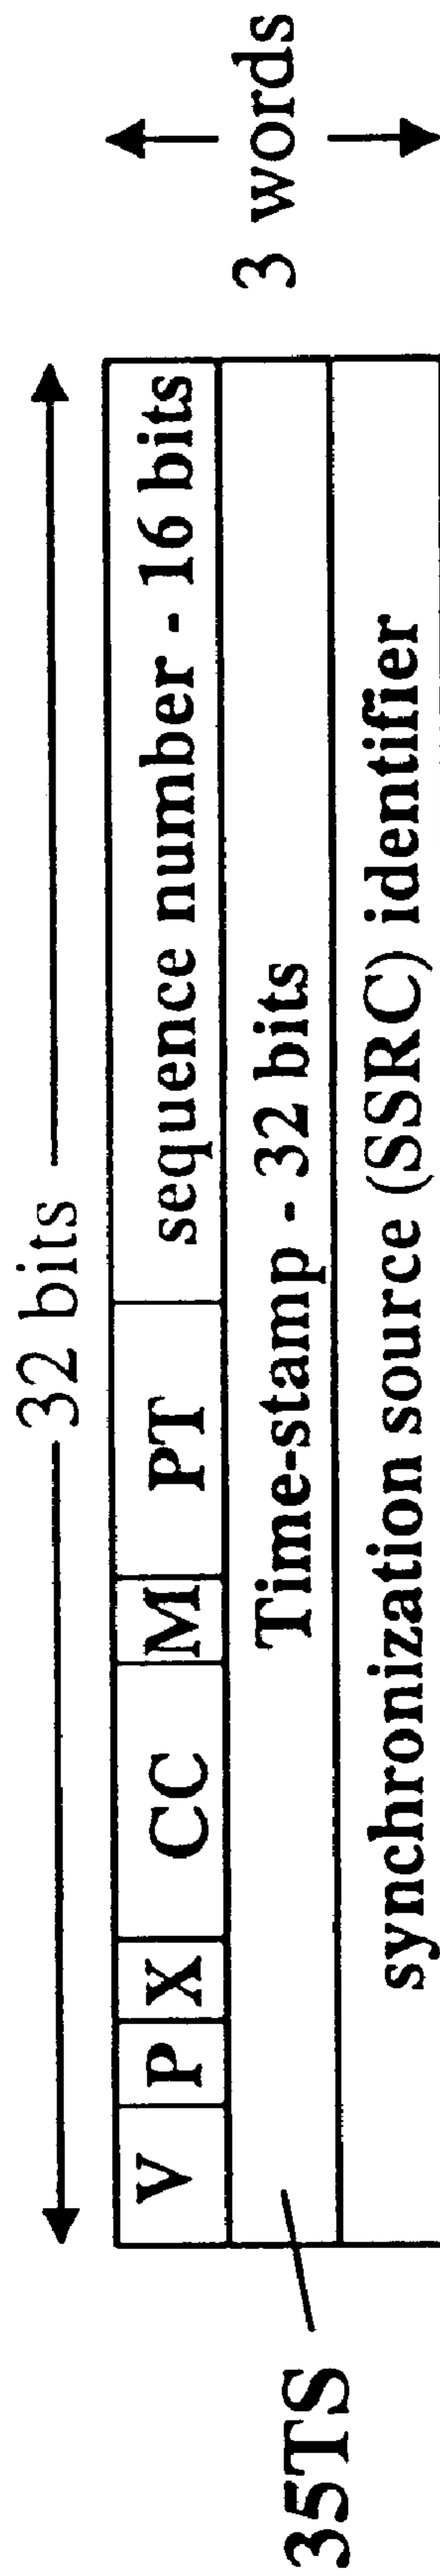 32 bits
V P X CC M PT sequence number - 16 bits
35TS Time-stamp - 32 bits 3 words
synchronization source (SSRC) identifier